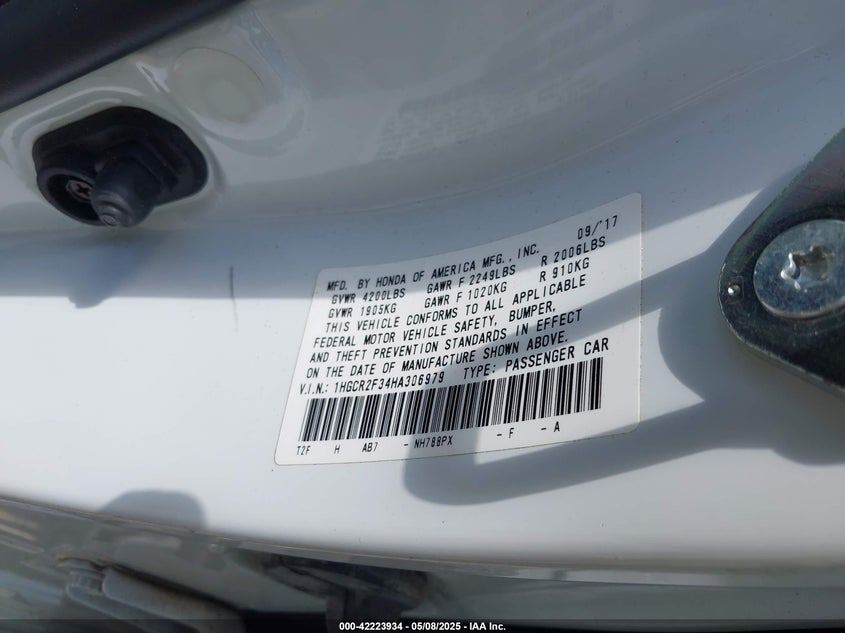 MFD. BY HONDA OF AMERICA MFG., INC. 09/'17
GVWR 4200LBS GAWR F 2249LBS R 2006LBS
GVWR 1905KG GAWR F 1020KG R 910KG
THIS VEHICLE CONFORMS TO ALL APPLICABLE
FEDERAL MOTOR VEHICLE SAFETY, BUMPER,
AND THEFT PREVENTION STANDARDS IN EFFECT
ON THE DATE OF MANUFACTURE SHOWN ABOVE.
V.I.N.: 1HGCR2F34HA306979 TYPE: PASSENGER CAR
T2F H AB7 - NH788PX - F - A
000-42223934 | 05/08/2025 - IAA Inc.